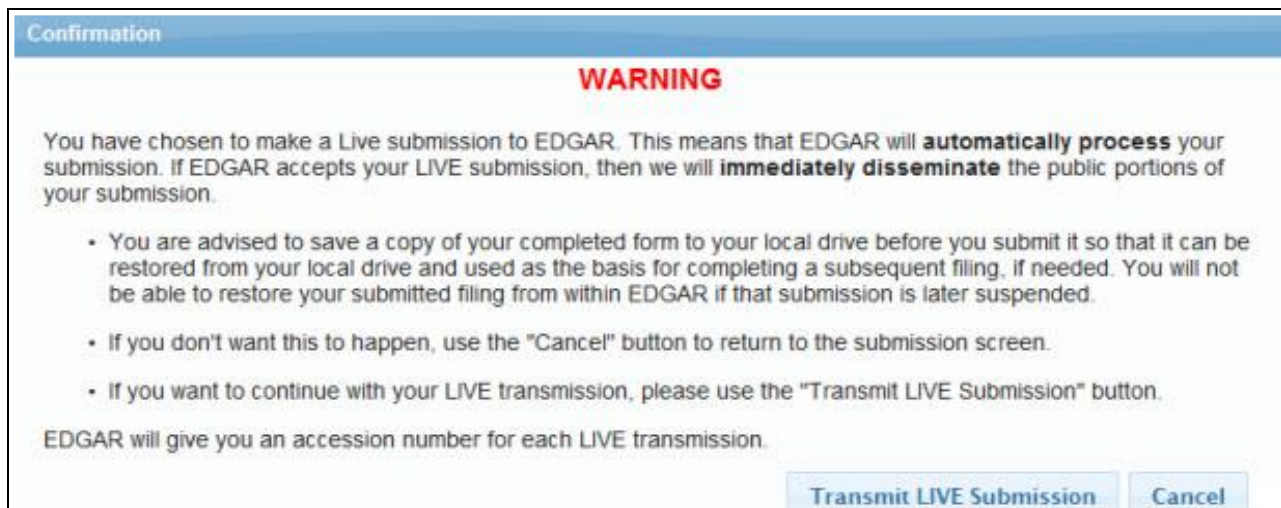 Confirmation
WARNING
You have chosen to make a Live submission to EDGAR. This means that EDGAR will automatically process your
submission. If EDGAR accepts your LIVE submission, then we will immediately disseminate the public portions of
your submission.
• You are advised to save a copy of your completed form to your local drive before you submit it so that it can be
restored from your local drive and used as the basis for completing a subsequent filing, if needed. You will not
be able to restore your submitted filing from within EDGAR if that submission is later suspended.
• If you don't want this to happen, use the "Cancel" button to return to the submission screen.
• If you want to continue with your LIVE transmission, please use the "Transmit LIVE Submission" button.
EDGAR will give you an accession number for each LIVE transmission.
Transmit LIVE Submission Cancel